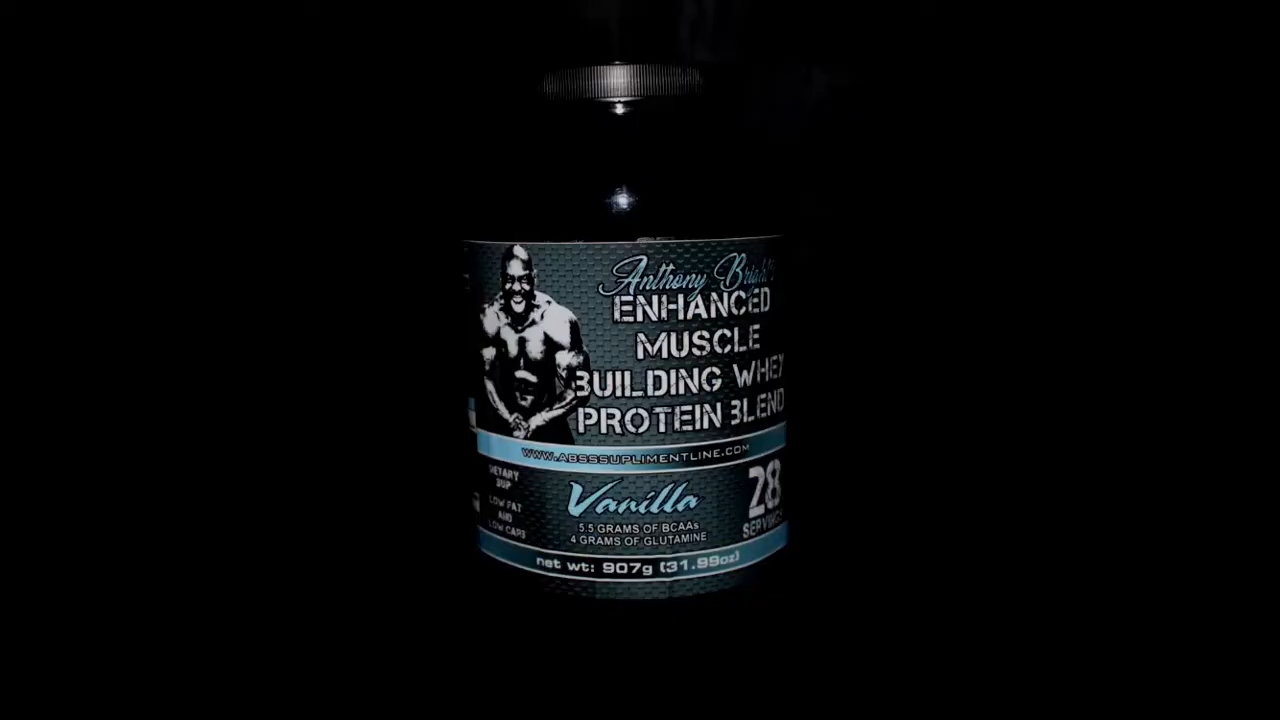 Anthony Bright's
ENHANCED
MUSCLE
BUILDING WHEY
PROTEIN BLEND
WWW.ABSSSUPLIMENTLINE.COM
DIETARY
SUP
LOW FAT
AND
LOW CARB
Vanilla
5.5 GRAMS OF BCAAs
4 GRAMS OF GLUTAMINE
28
SERVINGS
net wt: 907g (31.99oz)